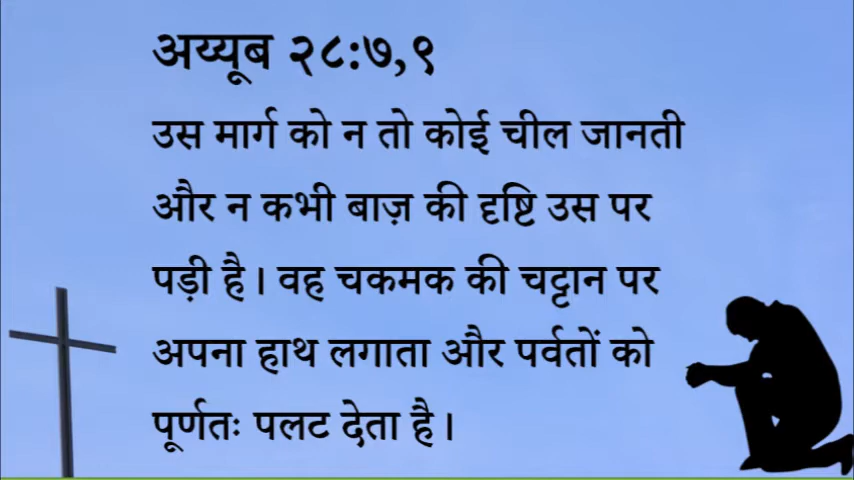 अय्यूब २८:७,९
उस मार्ग को न तो कोई चील जानती
और न कभी बाज़ की दृष्टि उस पर
पड़ी है। वह चकमक की चट्टान पर
अपना हाथ लगाता और पर्वतों को
पूर्णतः पलट देता है।